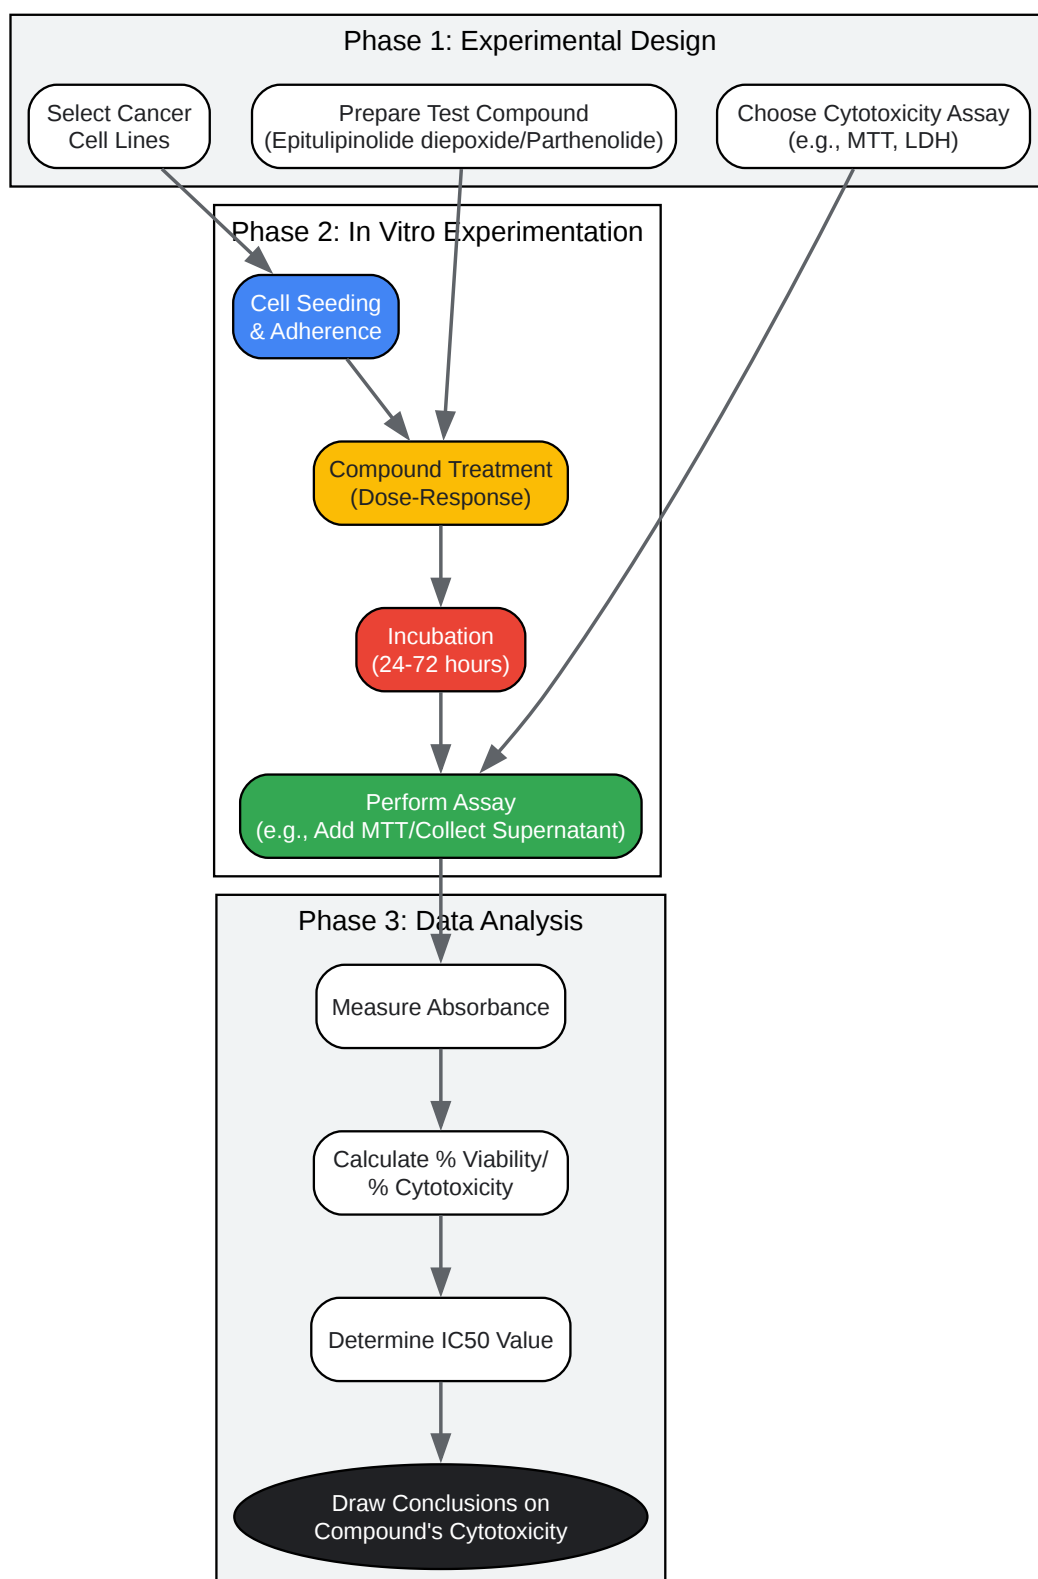 Phase 1: Experimental Design
Select Cancer
Cell Lines
Prepare Test Compound
(Epitulipinolide diepoxide/Parthenolide)
Choose Cytotoxicity Assay
(e.g., MTT, LDH)
Phase 2: In Vitro Experimentation
Cell Seeding
& Adherence
Compound Treatment
(Dose-Response)
Incubation
(24-72 hours)
Perform Assay
(e.g., Add MTT/Collect Supernatant)
Phase 3: Data Analysis
Measure Absorbance
Calculate % Viability/
% Cytotoxicity
Determine IC50 Value
Draw Conclusions on
Compound's Cytotoxicity